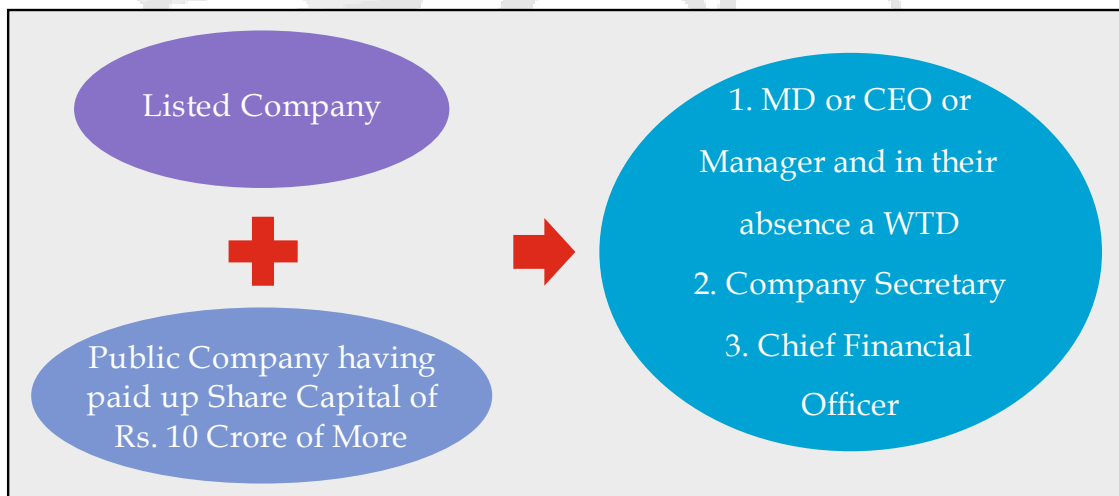 Listed Company
Public Company having
paid up Share Capital of
Rs. 10 Crore of More
1. MD or CEO or
Manager and in their
absence a WTD
2. Company Secretary
3. Chief Financial
Officer